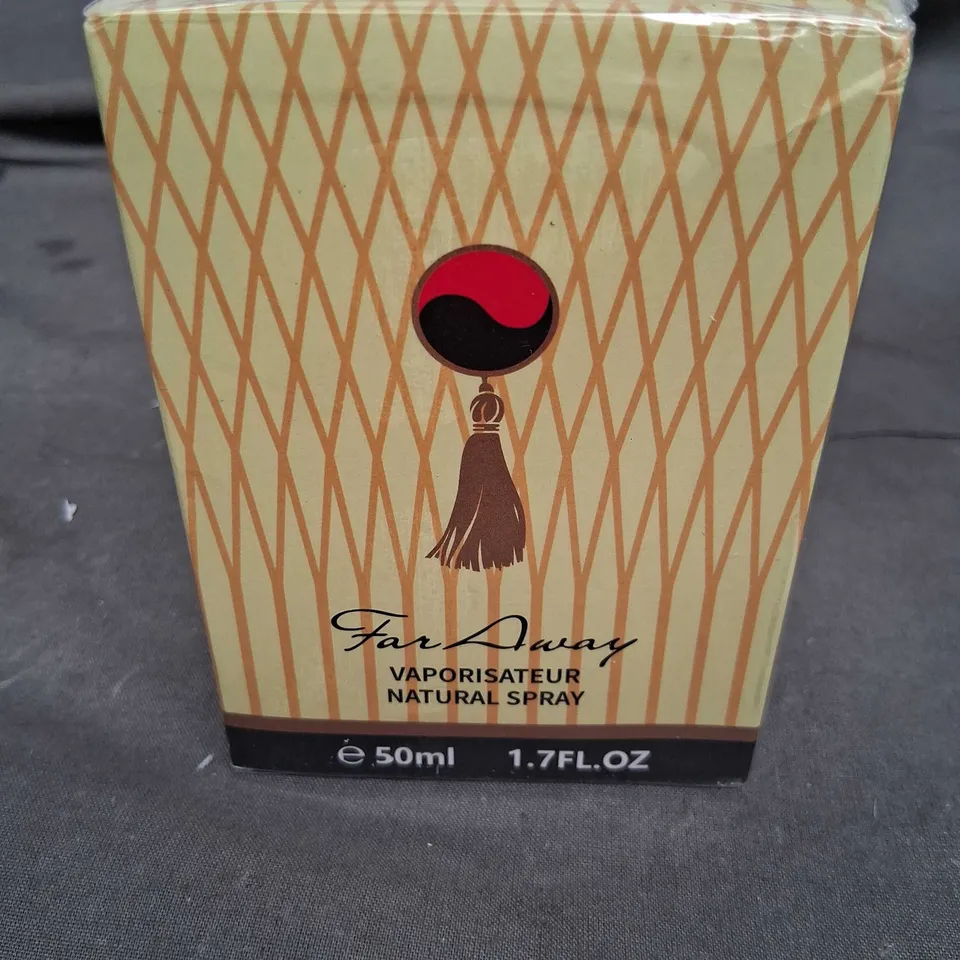 Far Away
VAPORISATEUR
NATURAL SPRAY
℮ 50ml 1.7FL.OZ